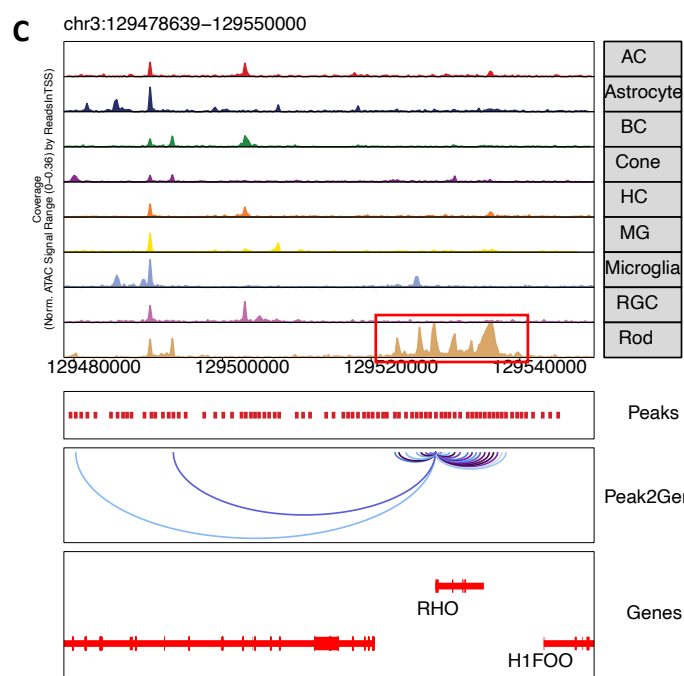 C
chr3:129478639−129550000
Coverage
(Norm. ATAC Signal Range (0−0.36) by ReadsInTSS)
AC
Astrocyte
BC
Cone
HC
MG
Microglia
RGC
Rod
129480000 129500000 129520000 129540000
Peaks
Peak2Gen
RHO
Genes
H1FOO